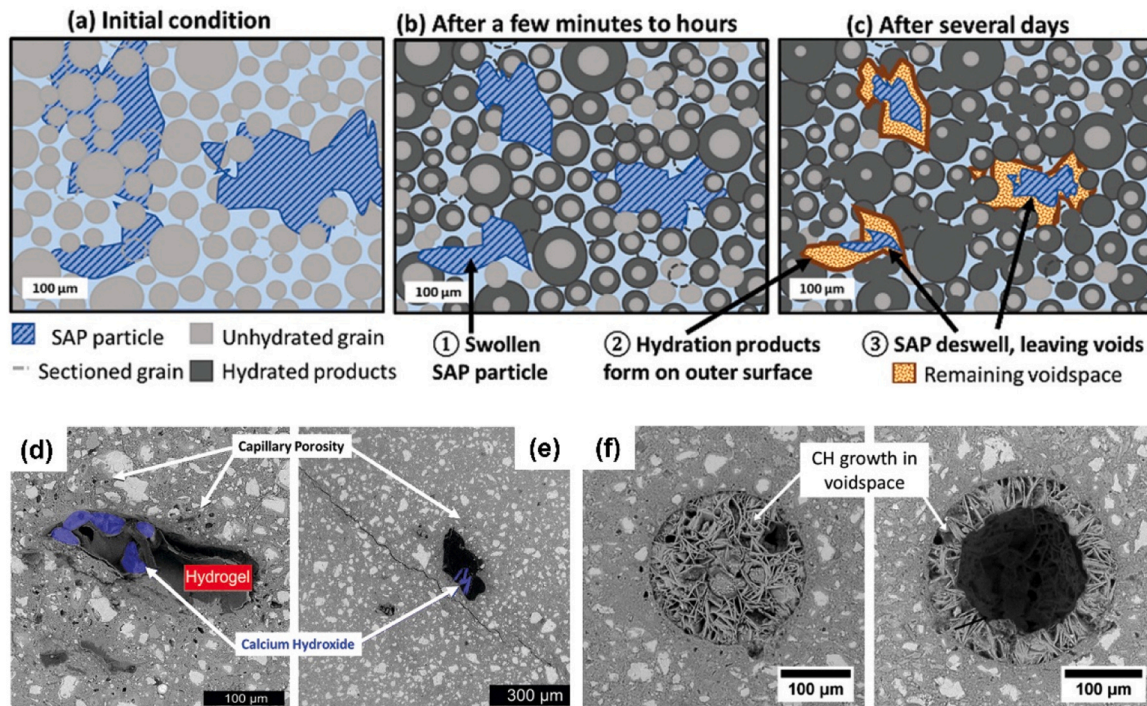 (a) Initial condition
(b) After a few minutes to hours
(c) After several days
100 µm
100 µm
100 µm
SAP particle
Unhydrated grain
Sectioned grain
Hydrated products
① Swollen
SAP particle
② Hydration products
form on outer surface
③ SAP deswell, leaving voids
Remaining voidspace
(d)
Capillary Porosity
(e)
(f)
CH growth in
voidspace
Hydrogel
Calcium Hydroxide
100 µm
300 µm
100 µm
100 µm